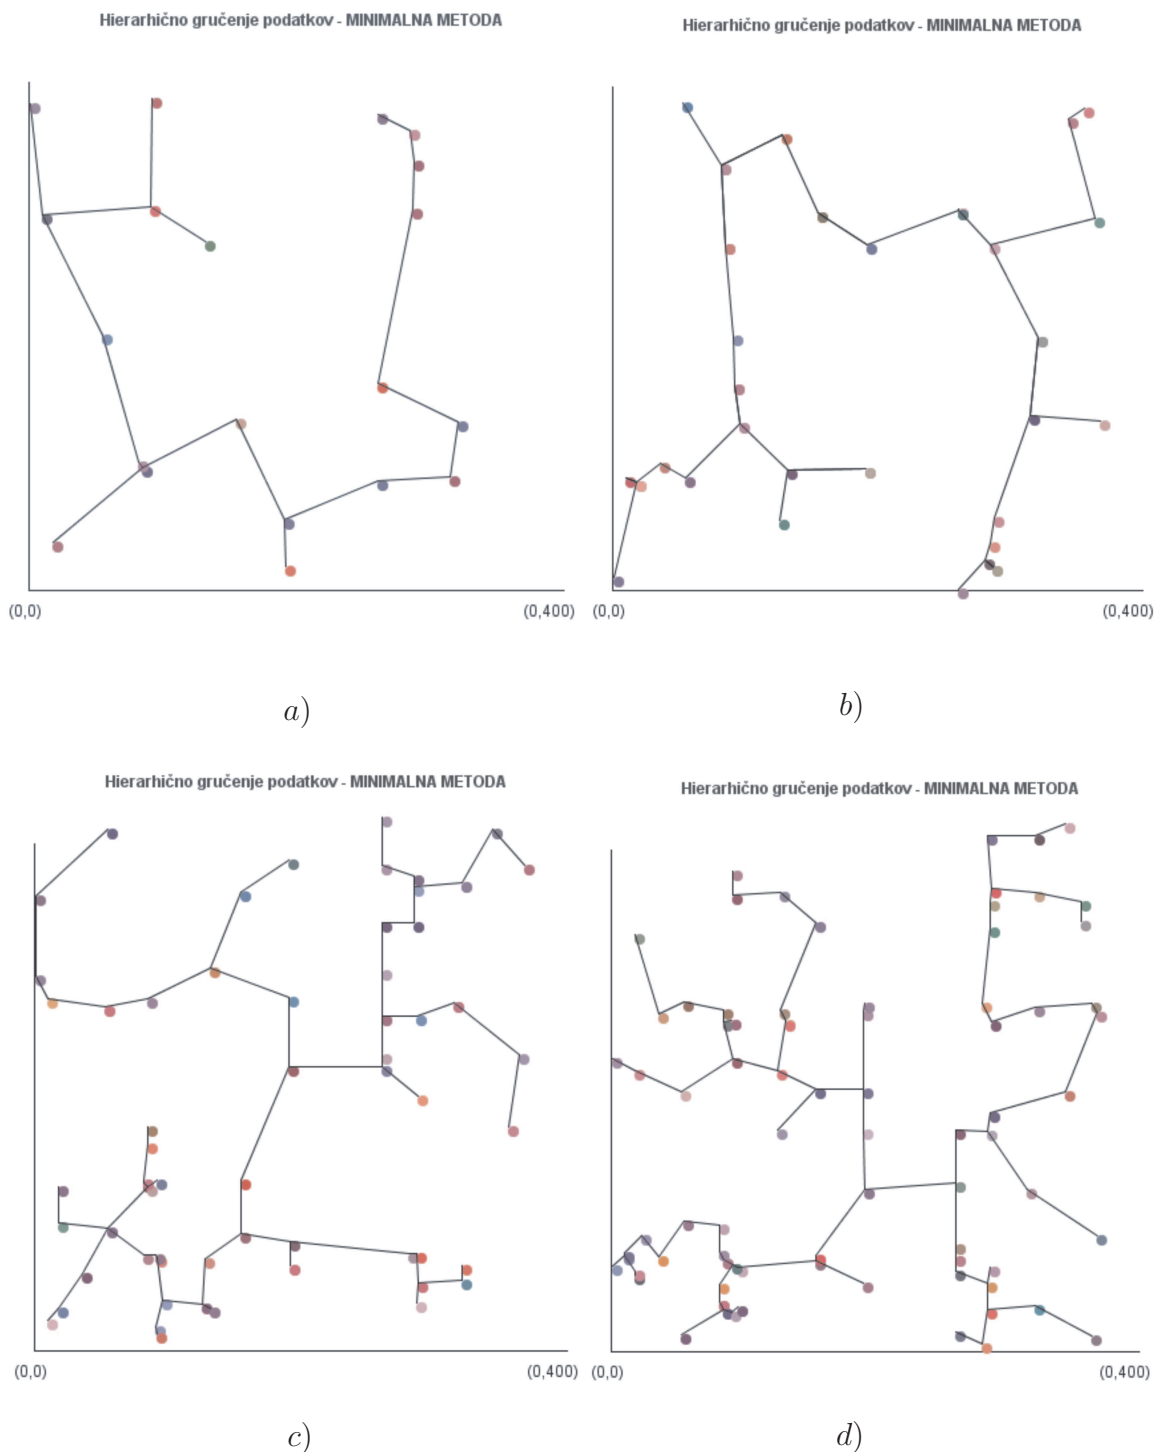 Hierarhično gručenje podatkov - MINIMALNA METODA
Hierarhično gručenje podatkov - MINIMALNA METODA
(0,0)
(0,400)
(0,0)
(0,400)
a)
b)
Hierarhično gručenje podatkov - MINIMALNA METODA
Hierarhično gručenje podatkov - MINIMALNA METODA
(0,0)
(0,400)
(0,0)
(0,400)
c)
d)